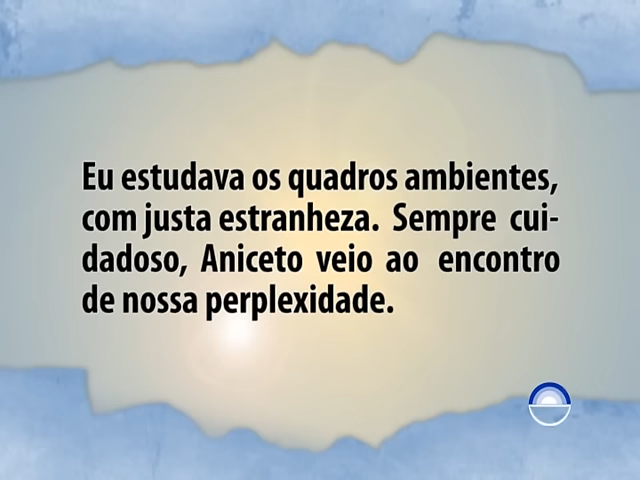 Eu estudava os quadros ambientes,
com justa estranheza. Sempre cui-
dadoso, Aniceto veio ao encontro
de nossa perplexidade.